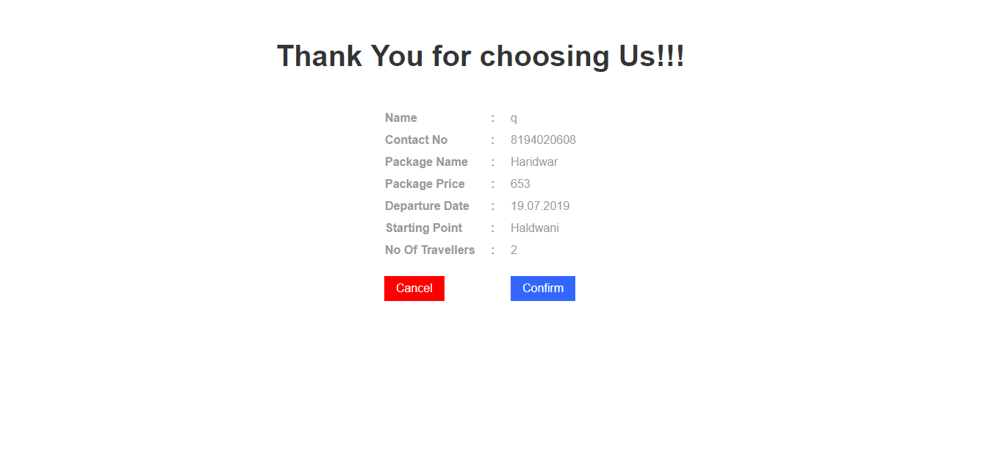 Thank You for choosing Us!!!
Name : q
Contact No : 8194020608
Package Name : Haridwar
Package Price : 653
Departure Date : 19.07.2019
Starting Point : Haldwani
No Of Travellers : 2
Cancel Confirm